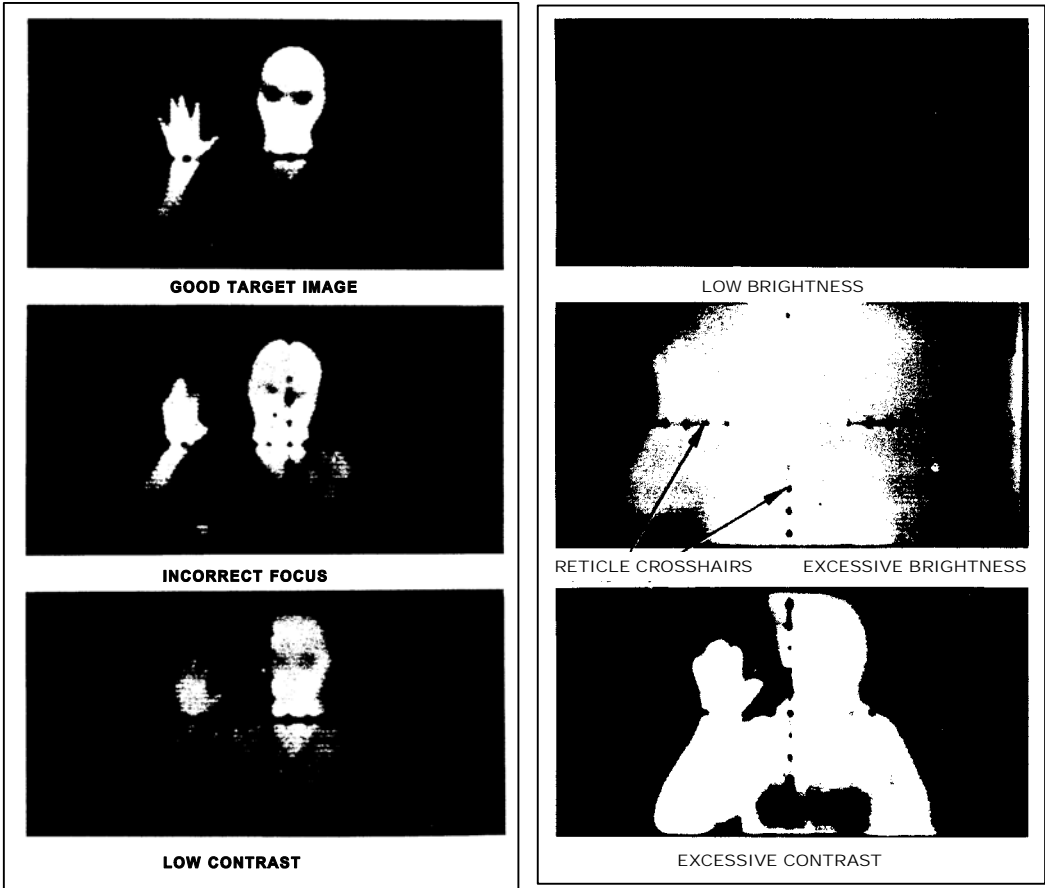 GOOD TARGET IMAGE
INCORRECT FOCUS
LOW CONTRAST
LOW BRIGHTNESS
RETICLE CROSSHAIRS EXCESSIVE BRIGHTNESS
EXCESSIVE CONTRAST